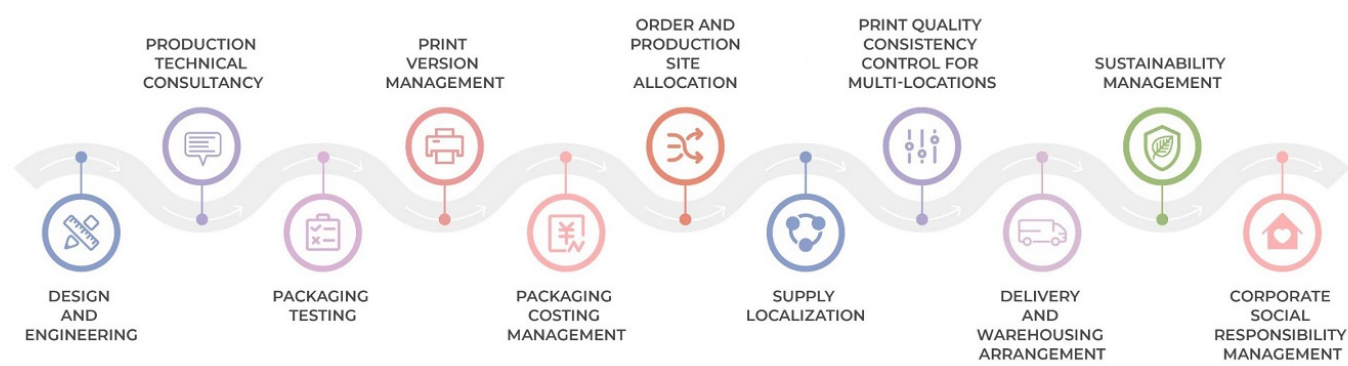 DESIGN
AND
ENGINEERING
PRODUCTION
TECHNICAL
CONSULTANCY
PACKAGING
TESTING
PRINT
VERSION
MANAGEMENT
PACKAGING
COSTING
MANAGEMENT
ORDER AND
PRODUCTION
SITE
ALLOCATION
SUPPLY
LOCALIZATION
PRINT QUALITY
CONSISTENCY
CONTROL FOR
MULTI-LOCATIONS
DELIVERY
AND
WAREHOUSING
ARRANGEMENT
SUSTAINABILITY
MANAGEMENT
CORPORATE
SOCIAL
RESPONSIBILITY
MANAGEMENT